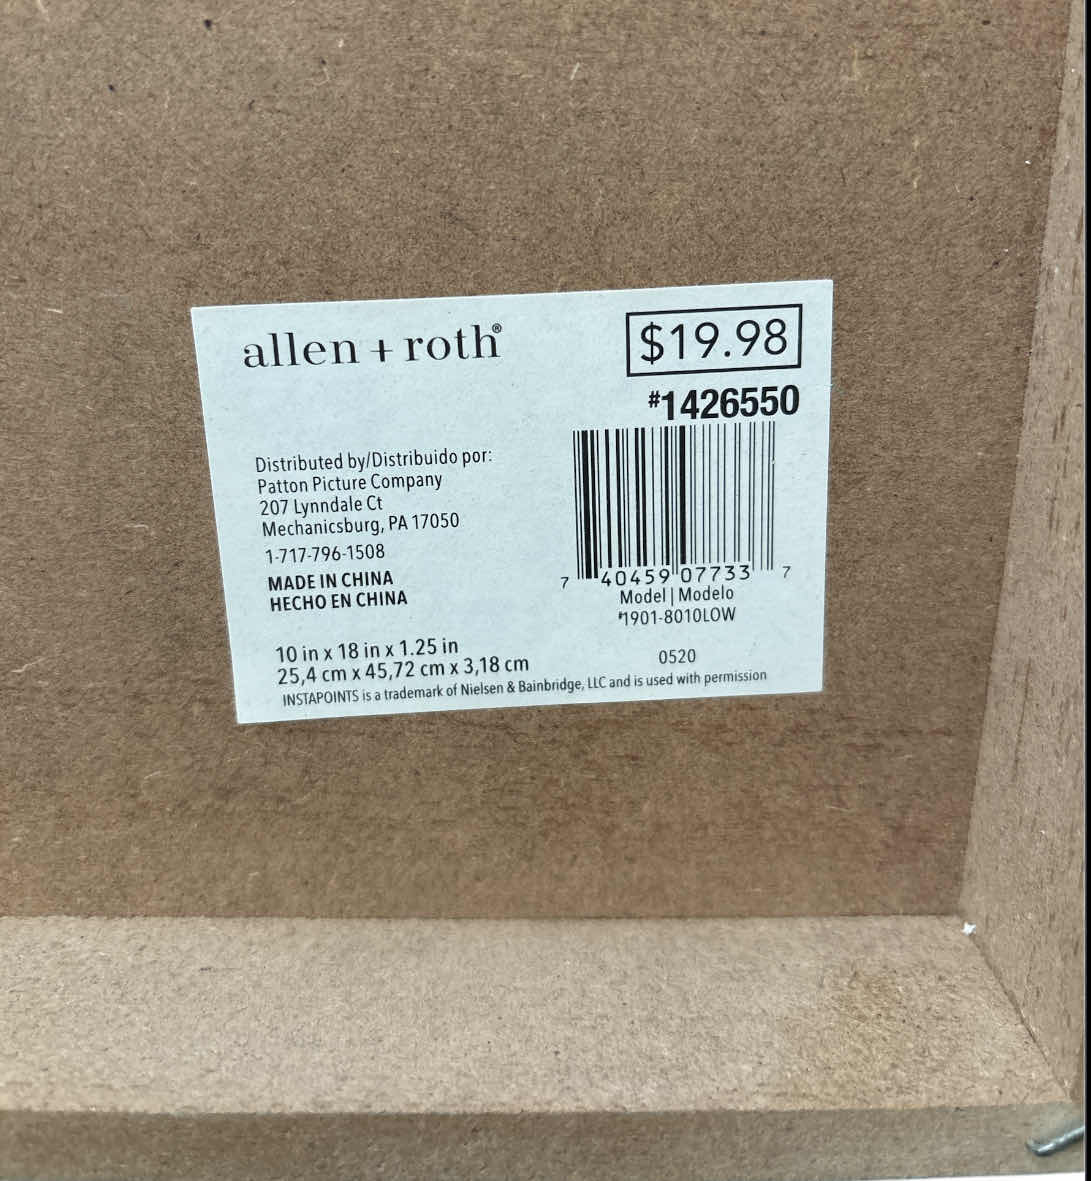 allen + roth®
$19.98
#1426550
Distributed by/Distribuido por:
Patton Picture Company
207 Lynndale Ct
Mechanicsburg, PA 17050
1-717-796-1508
MADE IN CHINA
HECHO EN CHINA
7 40459 07733 7
Model | Modelo
#1901-8010LOW
10 in x 18 in x 1.25 in
25,4 cm x 45,72 cm x 3,18 cm
0520
INSTAPOINTS is a trademark of Nielsen & Bainbridge, LLC and is used with permission